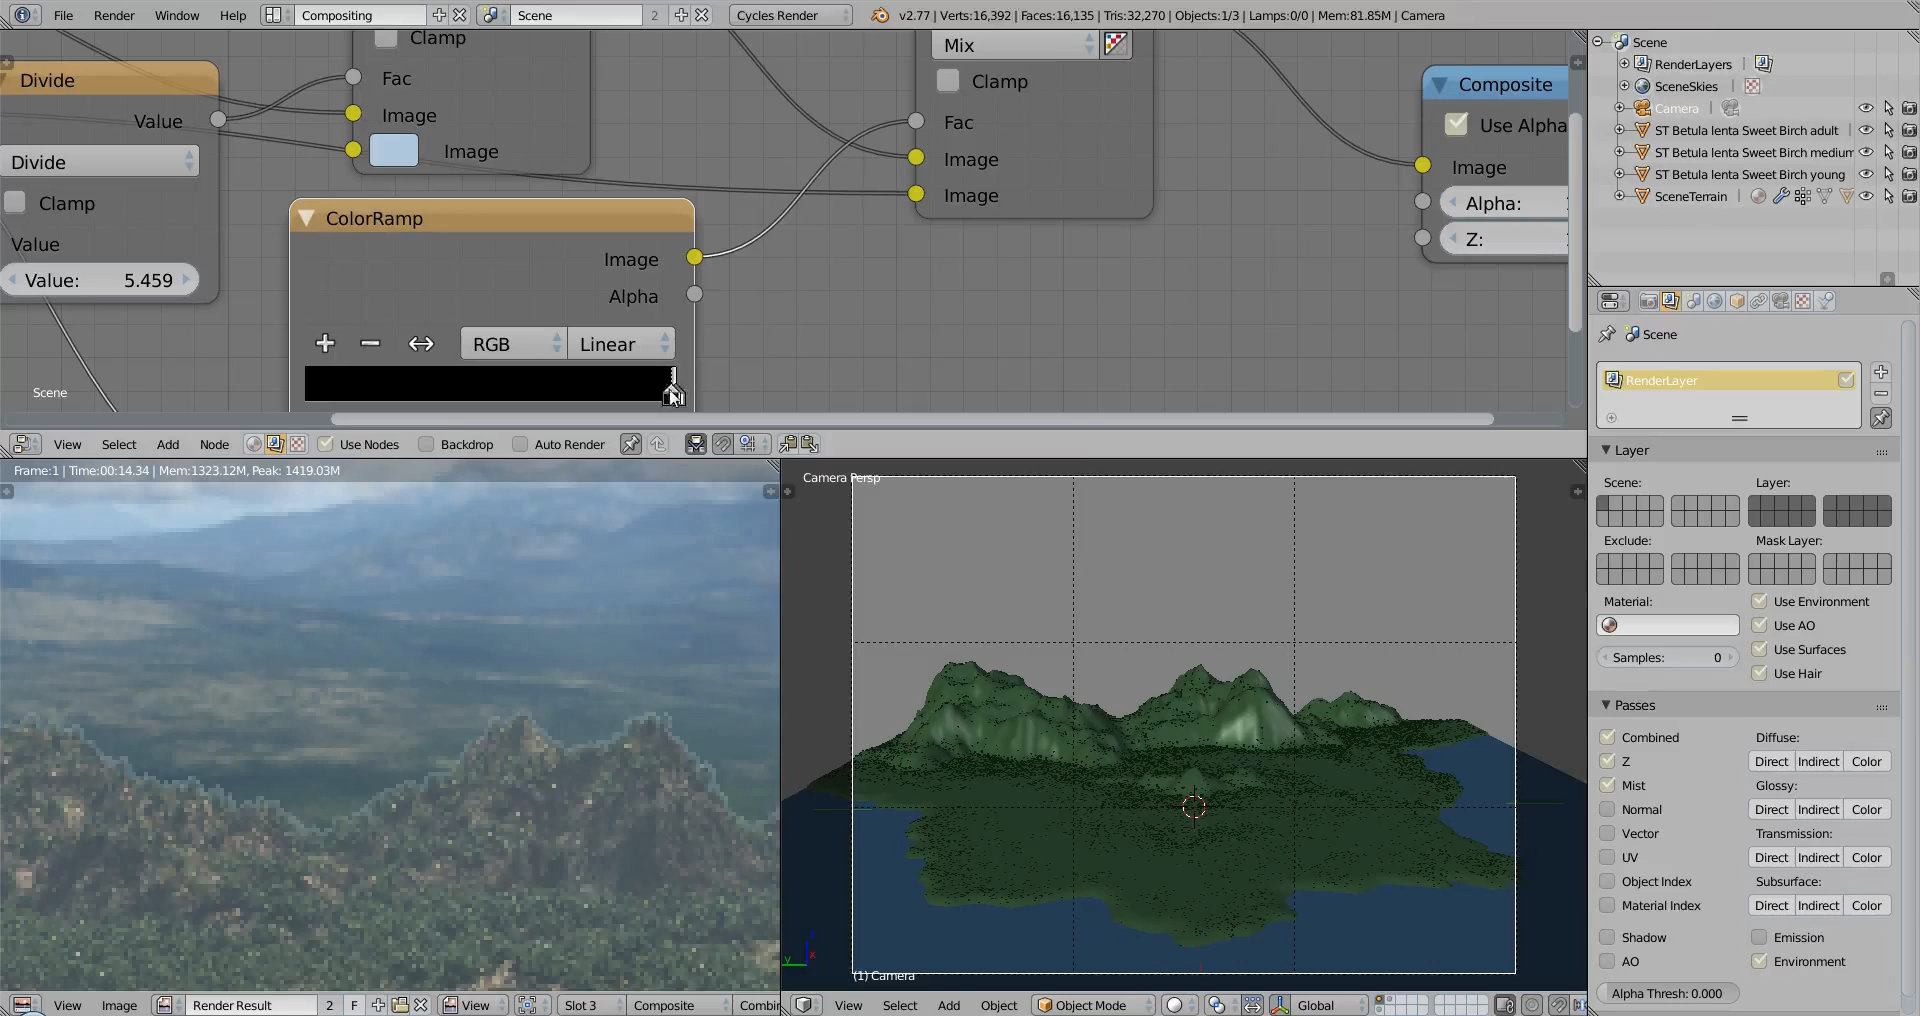 File Render Window Help Compositing Scene 2 Cycles Render v2.77 | Verts:16,392 | Faces:16,135 | Tris:32,270 | Objects:1/3 | Lamps:0/0 | Mem:81.85M | Camera
Clamp
Fac
Image
Image
Divide
Value
Divide
Clamp
Value
Value: 5.459
ColorRamp
Image
Alpha
RGB Linear
Scene
Mix
Clamp
Fac
Image
Image
Composite
Use Alpha
Image
Alpha:
Z:
View Select Add Node Use Nodes Backdrop Auto Render
Frame:1 | Time:00:14.34 | Mem:1323.12M, Peak: 1419.03M
View Image Render Result 2 F View Slot 3 Composite Combin
Camera Persp
(1) Camera
y
x
View Select Add Object Object Mode Global
Scene
RenderLayers
SceneSkies
Camera
ST Betula lenta Sweet Birch adult
ST Betula lenta Sweet Birch medium
ST Betula lenta Sweet Birch young
SceneTerrain
Scene
RenderLayer
Layer
Scene: Layer:
Exclude: Mask Layer:
Material:
Use Environment
Use AO
Samples: 0
Use Surfaces
Use Hair
Passes
Combined
Z
Mist
Normal
Vector
UV
Object Index
Material Index
Shadow
AO
Diffuse:
Direct Indirect Color
Glossy:
Direct Indirect Color
Transmission:
Direct Indirect Color
Subsurface:
Direct Indirect Color
Emission
Environment
Alpha Thresh: 0.000